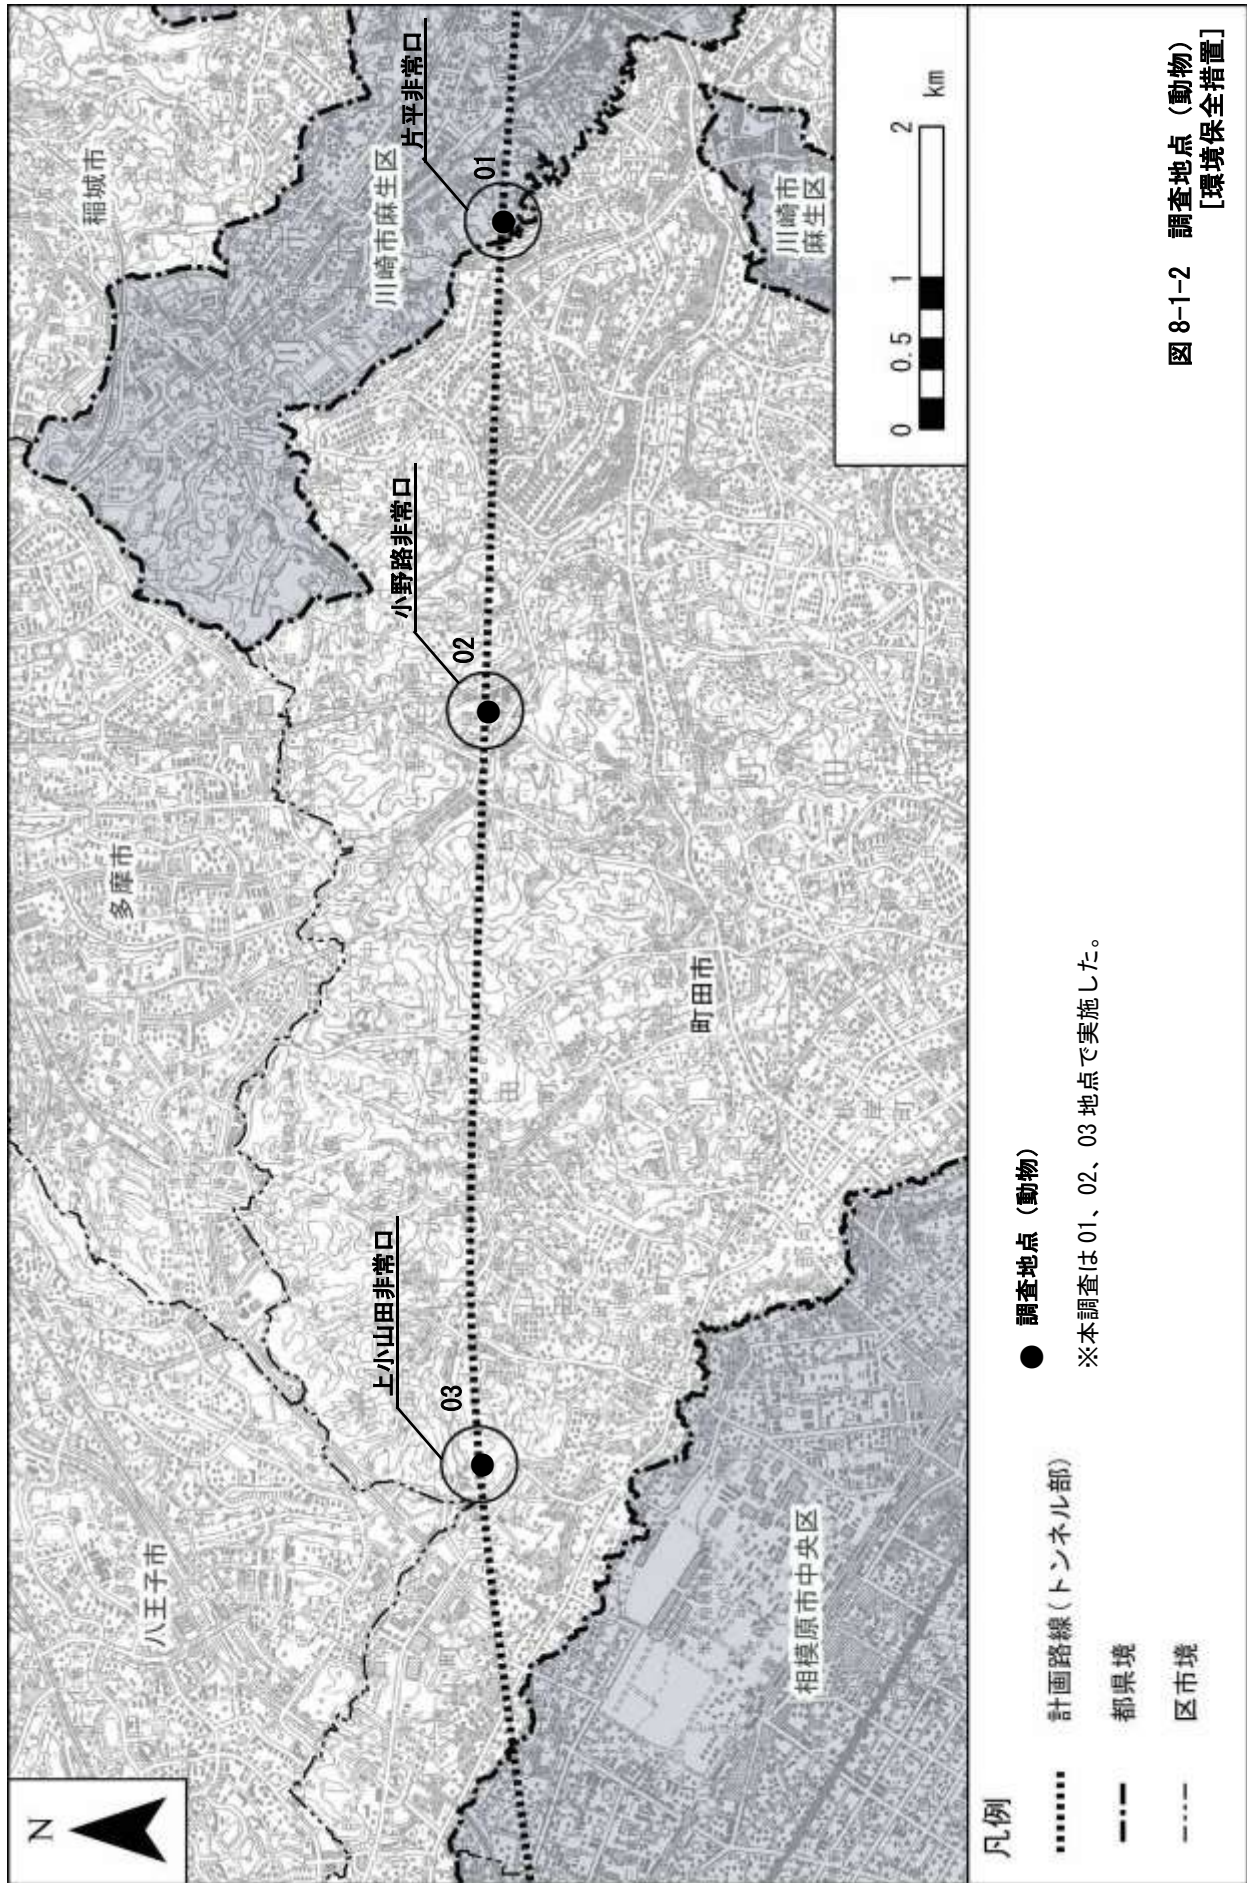 N
稲城市
多摩市
八王子市
川崎市麻生区
片平非常口
01
小野路非常口
02
上小山田非常口
03
町田市
川崎市
麻生区
相模原市中央区
0 0.5 1 2 km
凡例
計画路線(トンネル部)
都県境
区市境
● 調査地点(動物)
※本調査は 01、02、03 地点で実施した。
図 8-1-2 調査地点(動物)
[環境保全措置]